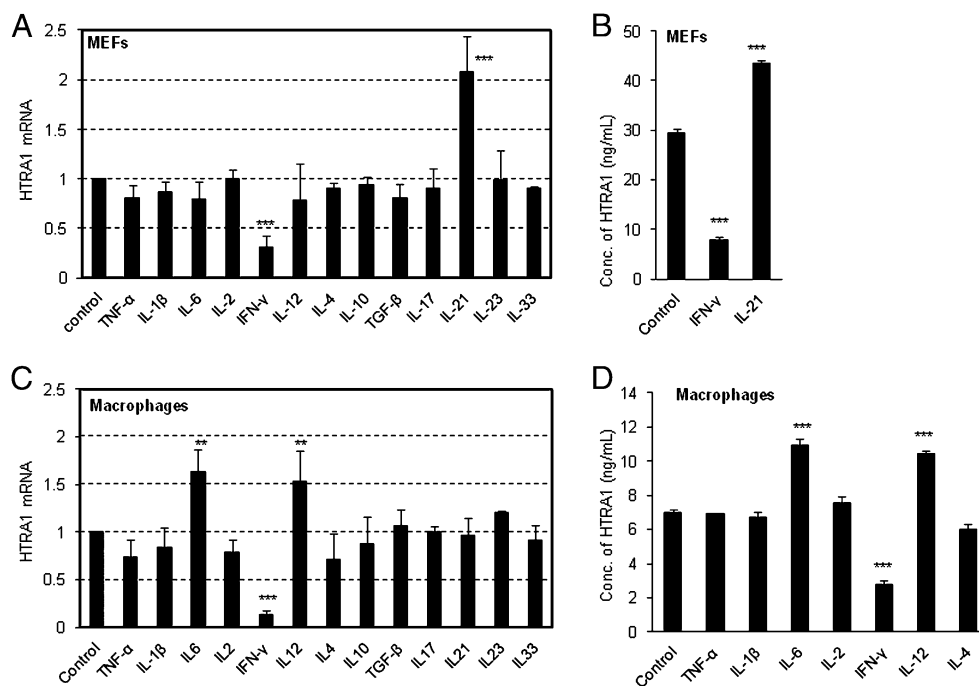 A
MEFs
HTRA1 mRNA
2.5
2
1.5
1
0.5
0
***
***
control
TNF-α
IL-1β
IL-6
IL-2
IFN-γ
IL-12
IL-4
IL-10
TGF-β
IL-17
IL-21
IL-23
IL-33
B
MEFs
Conc. of HTRA1 (ng/mL)
50
40
30
20
10
0
***
***
Control
IFN-γ
IL-21
C
Macrophages
HTRA1 mRNA
2.5
2
1.5
1
0.5
0
**
***
**
Control
TNF-α
IL-1β
IL6
IL2
IFN-γ
IL12
IL4
IL10
TGF-β
IL17
IL21
IL23
IL33
D
Macrophages
Conc. of HTRA1 (ng/mL)
14
12
10
8
6
4
2
0
***
***
***
Control
TNF-α
IL-1β
IL-6
IL-2
IFN-γ
IL-12
IL-4